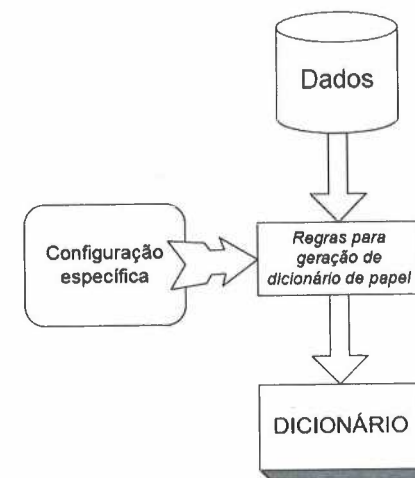 Dados
Configuração
específica
Regras para
geração de
dicionário de papel
DICIONÁRIO